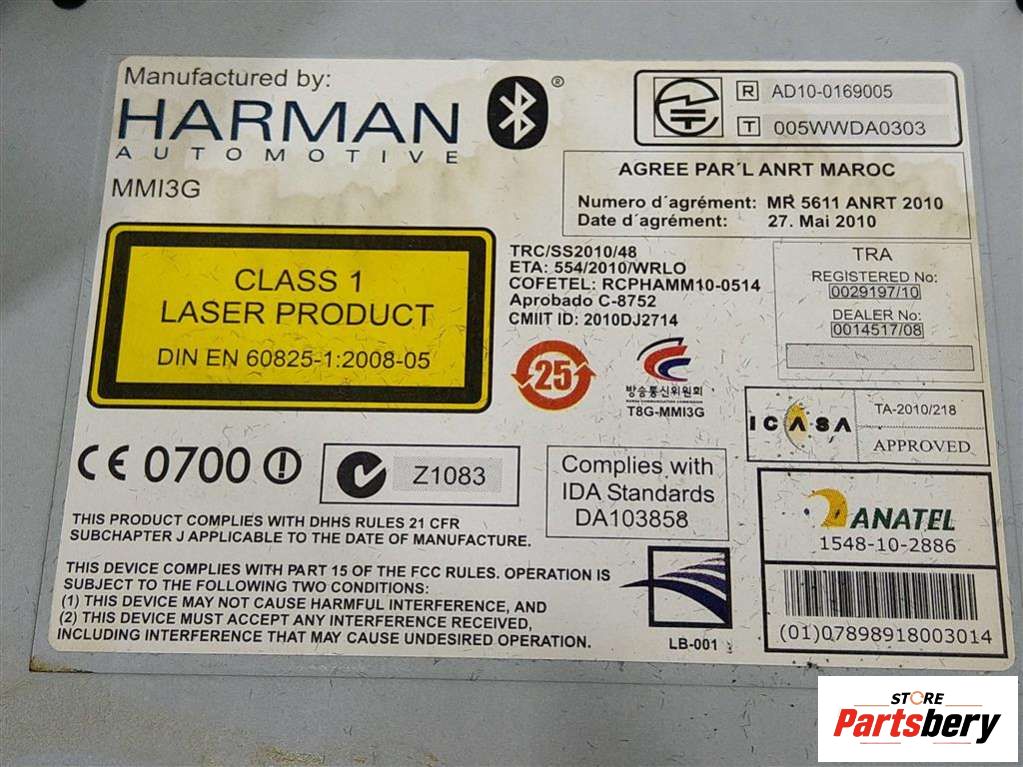 Manufactured by:
HARMAN
AUTOMOTIVE
®
MMI3G
R AD10-0169005
T 005WWDA0303
AGREE PAR´L ANRT MAROC
Numero d´agrément: MR 5611 ANRT 2010
Date d´agrément: 27. Mai 2010
CLASS 1
LASER PRODUCT
DIN EN 60825-1:2008-05
TRC/SS2010/48
ETA: 554/2010/WRLO
COFETEL: RCPHAMM10-0514
Aprobado C-8752
CMIIT ID: 2010DJ2714
TRA
REGISTERED No:
0029197/10
DEALER No:
0014517/08
25
방송통신위원회
KOREA COMMUNICATIONS COMMISSION
T8G-MMI3G
ICASA
TA-2010/218
APPROVED
CE 0700
Z1083
Complies with
IDA Standards
DA103858
ANATEL
1548-10-2886
(01)07898918003014
THIS PRODUCT COMPLIES WITH DHHS RULES 21 CFR
SUBCHAPTER J APPLICABLE TO THE DATE OF MANUFACTURE.
THIS DEVICE COMPLIES WITH PART 15 OF THE FCC RULES. OPERATION IS
SUBJECT TO THE FOLLOWING TWO CONDITIONS:
(1) THIS DEVICE MAY NOT CAUSE HARMFUL INTERFERENCE, AND
(2) THIS DEVICE MUST ACCEPT ANY INTERFERENCE RECEIVED,
INCLUDING INTERFERENCE THAT MAY CAUSE UNDESIRED OPERATION.
LB-001
STORE
Partsbery